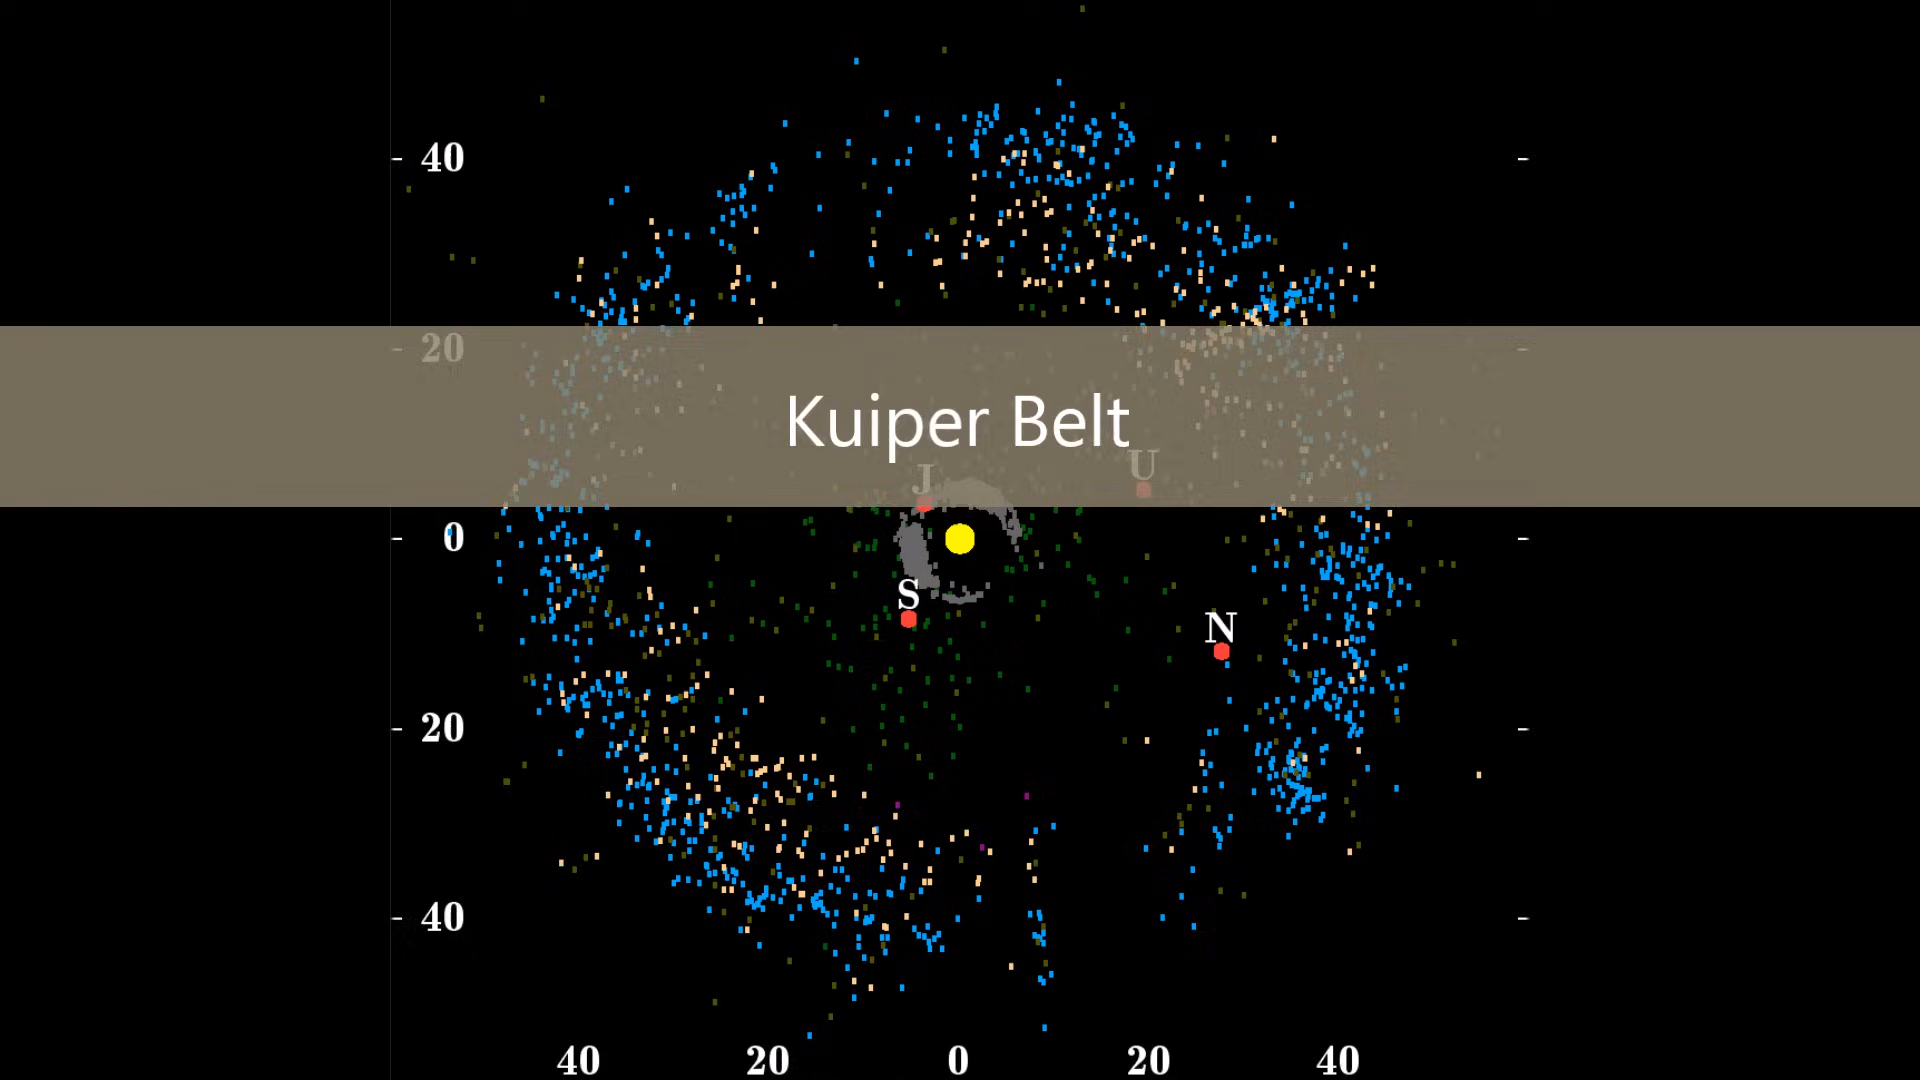 - 40 -
- 20 -
Kuiper Belt
J
U
- 0 -
S
N
- 20 -
- 40 -
40 20 0 20 40